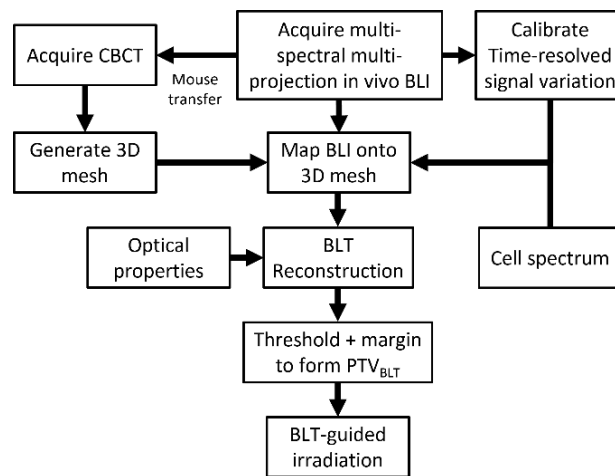 Acquire CBCT
Acquire multi-
spectral multi-
projection in vivo BLI
Calibrate
Time-resolved
signal variation
Mouse
transfer
Generate 3D
mesh
Map BLI onto
3D mesh
Optical
properties
BLT
Reconstruction
Cell spectrum
Threshold + margin
to form PTV_BLT
BLT-guided
irradiation